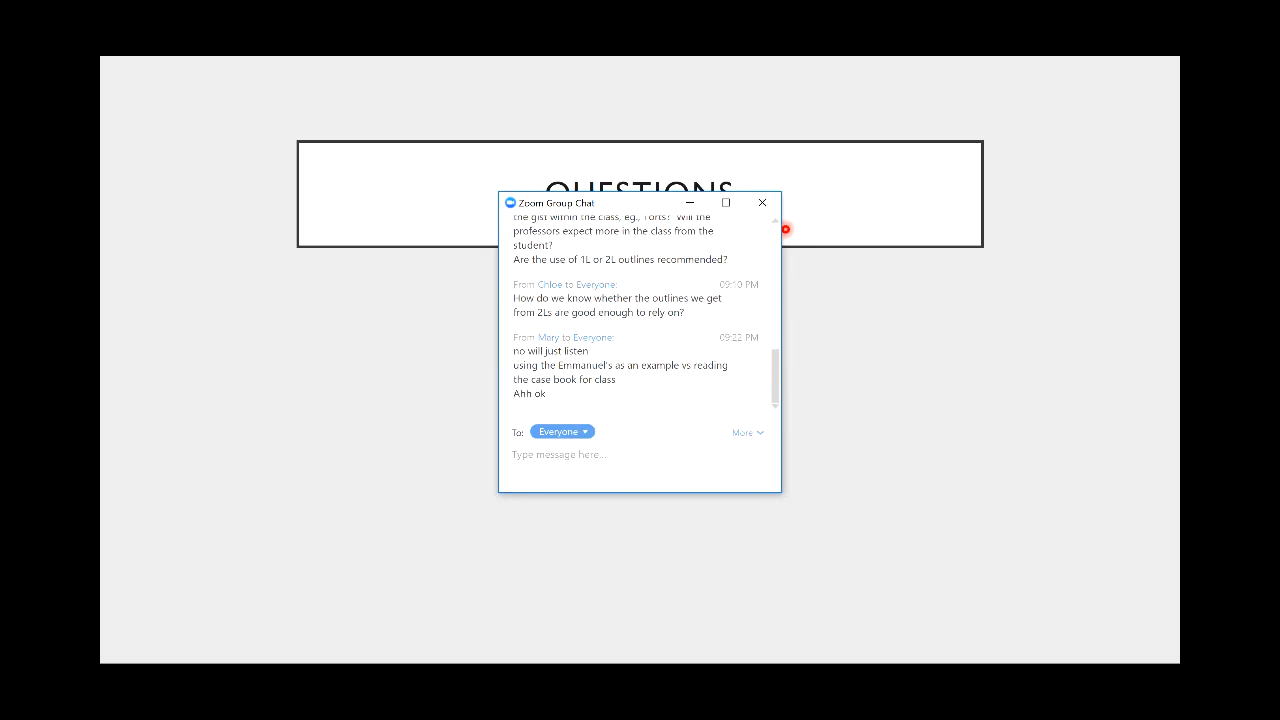 QUESTIONS
Zoom Group Chat
the gist within the class, eg., Torts? Will the
professors expect more in the class from the
student?
Are the use of 1L or 2L outlines recommended?
From Chloe to Everyone: 09:10 PM
How do we know whether the outlines we get
from 2Ls are good enough to rely on?
From Mary to Everyone: 09:22 PM
no will just listen
using the Emmanuel's as an example vs reading
the case book for class
Ahh ok
To: Everyone More
Type message here...